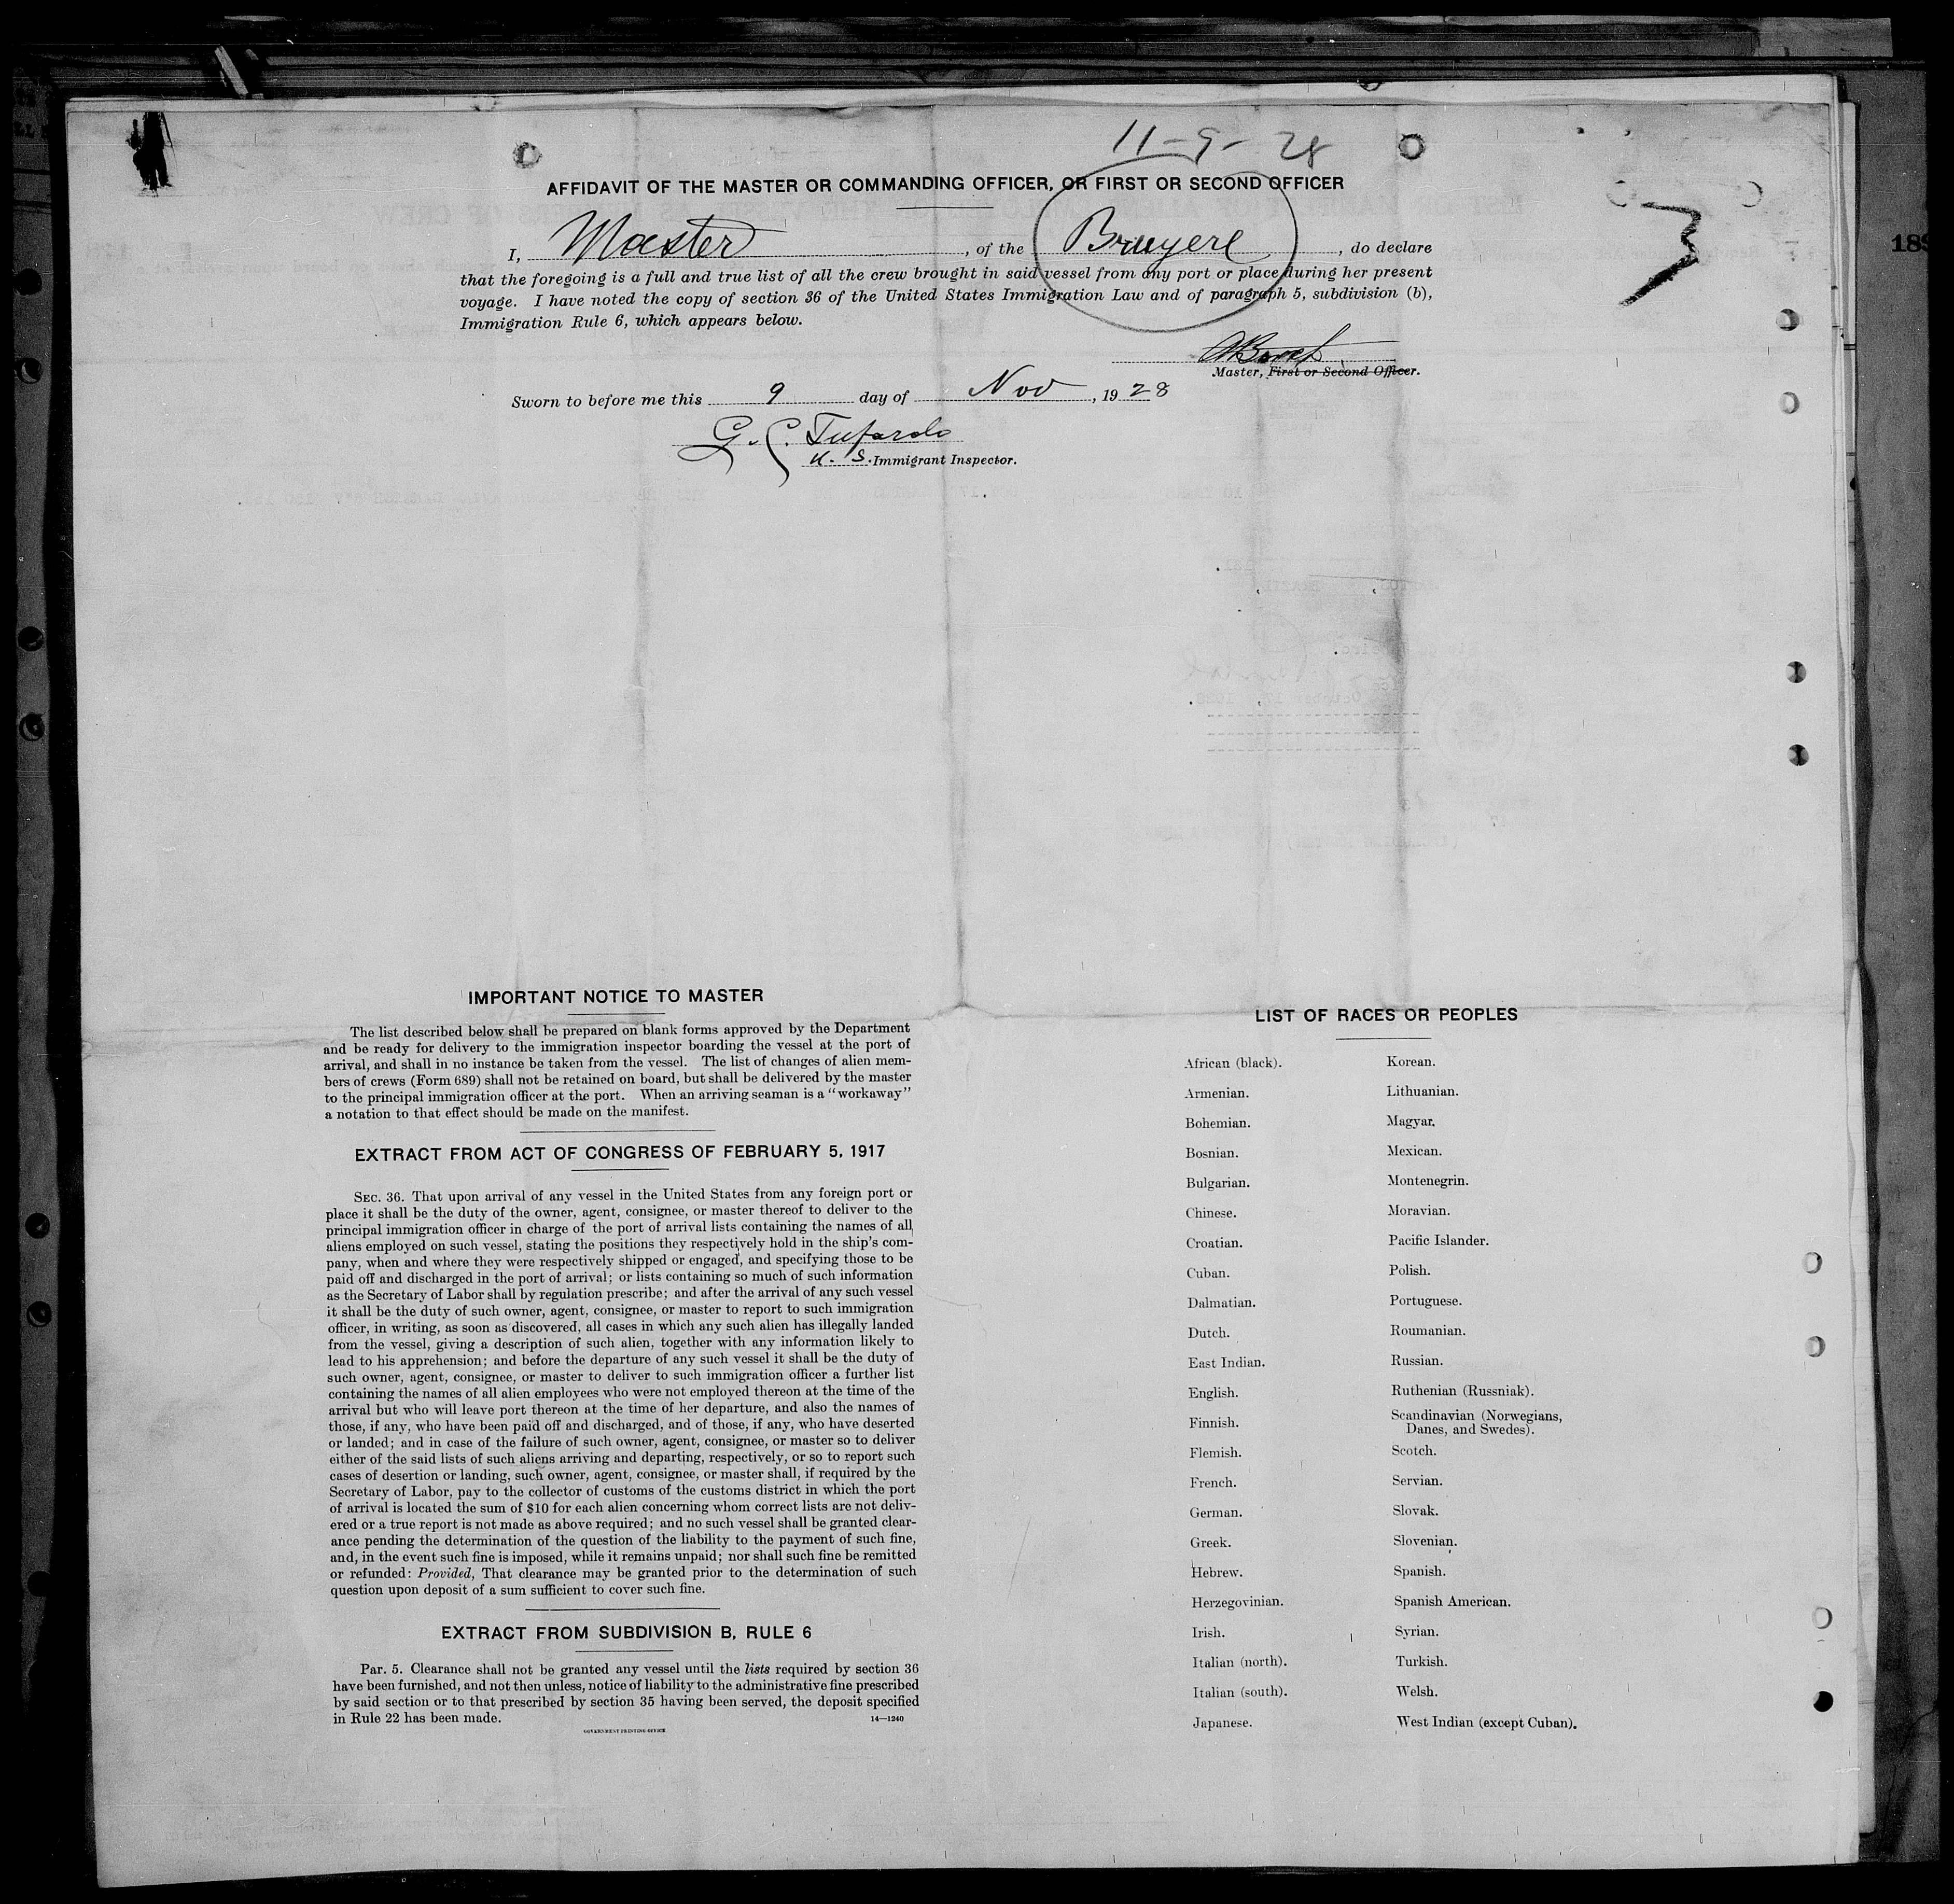 11-9-28
AFFIDAVIT OF THE MASTER OR COMMANDING OFFICER, OR FIRST OR SECOND OFFICER
I, Master, of the Bruyere, do declare
that the foregoing is a full and true list of all the crew brought in said vessel from any port or place during her present
voyage. I have noted the copy of section 36 of the United States Immigration Law and of paragraph 5, subdivision (b),
Immigration Rule 6, which appears below.
Master, First or Second Officer.
Sworn to before me this 9 day of Nov, 1928
G. C.
U. S. Immigrant Inspector.
189
IMPORTANT NOTICE TO MASTER
The list described below shall be prepared on blank forms approved by the Department
and be ready for delivery to the immigration inspector boarding the vessel at the port of
arrival, and shall in no instance be taken from the vessel. The list of changes of alien mem-
bers of crews (Form 689) shall not be retained on board, but shall be delivered by the master
to the principal immigration officer at the port. When an arriving seaman is a "workaway"
a notation to that effect should be made on the manifest.
EXTRACT FROM ACT OF CONGRESS OF FEBRUARY 5, 1917
SEC. 36. That upon arrival of any vessel in the United States from any foreign port or
place it shall be the duty of the owner, agent, consignee, or master thereof to deliver to the
principal immigration officer in charge of the port of arrival lists containing the names of all
aliens employed on such vessel, stating the positions they respectively hold in the ship's com-
pany, when and where they were respectively shipped or engaged, and specifying those to be
paid off and discharged in the port of arrival; or lists containing so much of such information
as the Secretary of Labor shall by regulation prescribe; and after the arrival of any such vessel
it shall be the duty of such owner, agent, consignee, or master to report to such immigration
officer, in writing, as soon as discovered, all cases in which any such alien has illegally landed
from the vessel, giving a description of such alien, together with any information likely to
lead to his apprehension; and before the departure of any such vessel it shall be the duty of
such owner, agent, consignee, or master to deliver to such immigration officer a further list
containing the names of all alien employees who were not employed thereon at the time of the
arrival but who will leave port thereon at the time of her departure, and also the names of
those, if any, who have been paid off and discharged, and of those, if any, who have deserted
or landed; and in case of the failure of such owner, agent, consignee, or master so to deliver
either of the said lists of such aliens arriving and departing, respectively, or so to report such
cases of desertion or landing, such owner, agent, consignee, or master shall, if required by the
Secretary of Labor, pay to the collector of customs of the customs district in which the port
of arrival is located the sum of $10 for each alien concerning whom correct lists are not deliv-
ered or a true report is not made as above required; and no such vessel shall be granted clear-
ance pending the determination of the question of the liability to the payment of such fine,
and, in the event such fine is imposed, while it remains unpaid; nor shall such fine be remitted
or refunded: Provided, That clearance may be granted prior to the determination of such
question upon deposit of a sum sufficient to cover such fine.
EXTRACT FROM SUBDIVISION B, RULE 6
Par. 5. Clearance shall not be granted any vessel until the lists required by section 36
have been furnished, and not then unless, notice of liability to the administrative fine prescribed
by said section or to that prescribed by section 35 having been served, the deposit specified
in Rule 22 has been made.
14—1240
GOVERNMENT PRINTING OFFICE
LIST OF RACES OR PEOPLES
African (black).
Armenian.
Bohemian.
Bosnian.
Bulgarian.
Chinese.
Croatian.
Cuban.
Dalmatian.
Dutch.
East Indian.
English.
Finnish.
Flemish.
French.
German.
Greek.
Hebrew.
Herzegovinian.
Irish.
Italian (north).
Italian (south).
Japanese.
Korean.
Lithuanian.
Magyar.
Mexican.
Montenegrin.
Moravian.
Pacific Islander.
Polish.
Portuguese.
Roumanian.
Russian.
Ruthenian (Russniak).
Scandinavian (Norwegians,
Danes, and Swedes).
Scotch.
Servian.
Slovak.
Slovenian.
Spanish.
Spanish American.
Syrian.
Turkish.
Welsh.
West Indian (except Cuban).